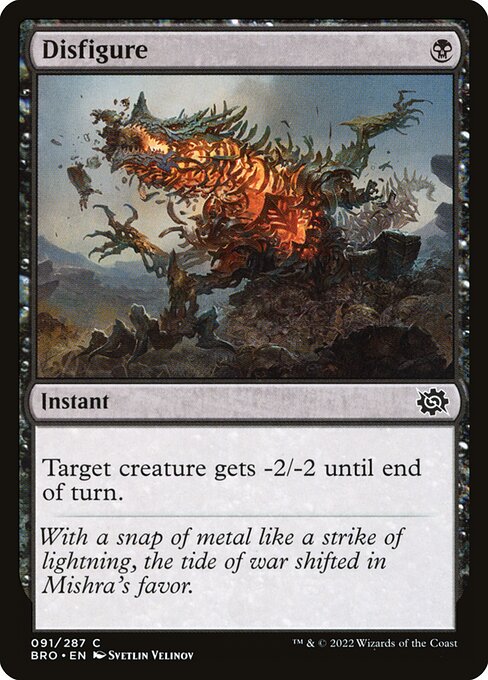 Disfigure
Instant
Target creature gets -2/-2 until end
of turn.
With a snap of metal like a strike of
lightning, the tide of war shifted in
Mishra's favor.
091/287 C
BRO • EN Svetlin Velinov
™ & © 2022 Wizards of the Coast